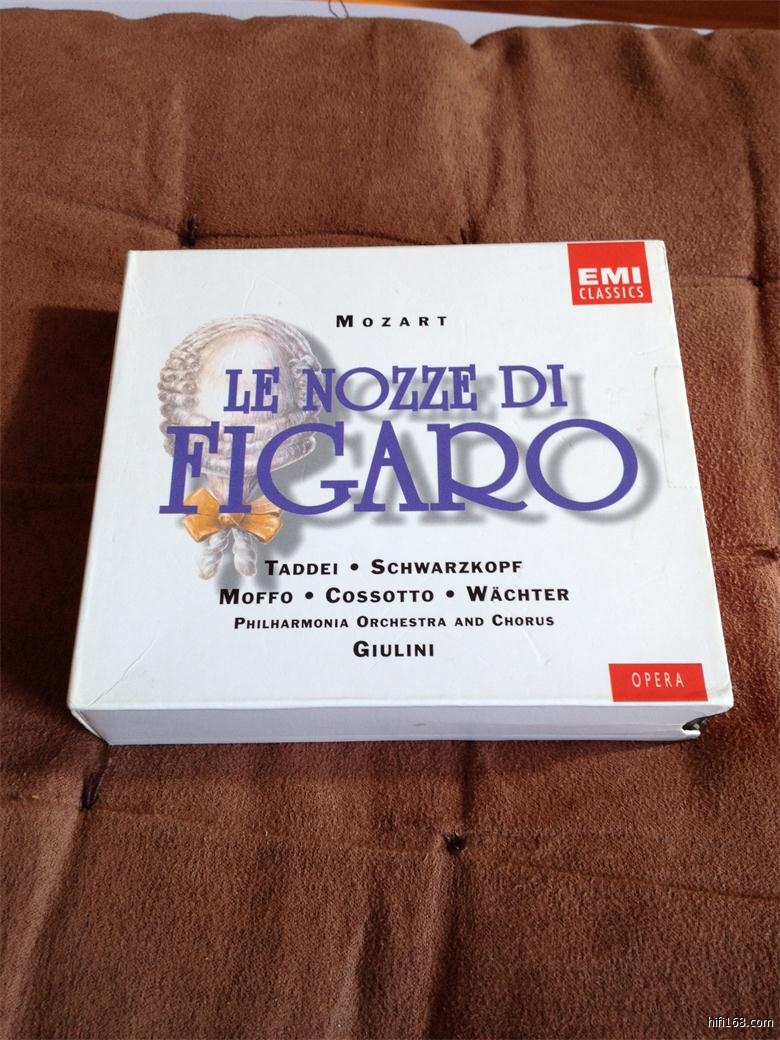 EMI
CLASSICS
MOZART
LE NOZZE DI
FIGARO
TADDEI • SCHWARZKOPF
MOFFO • COSSOTTO • WÄCHTER
PHILHARMONIA ORCHESTRA AND CHORUS
GIULINI
OPERA
hifi168.com